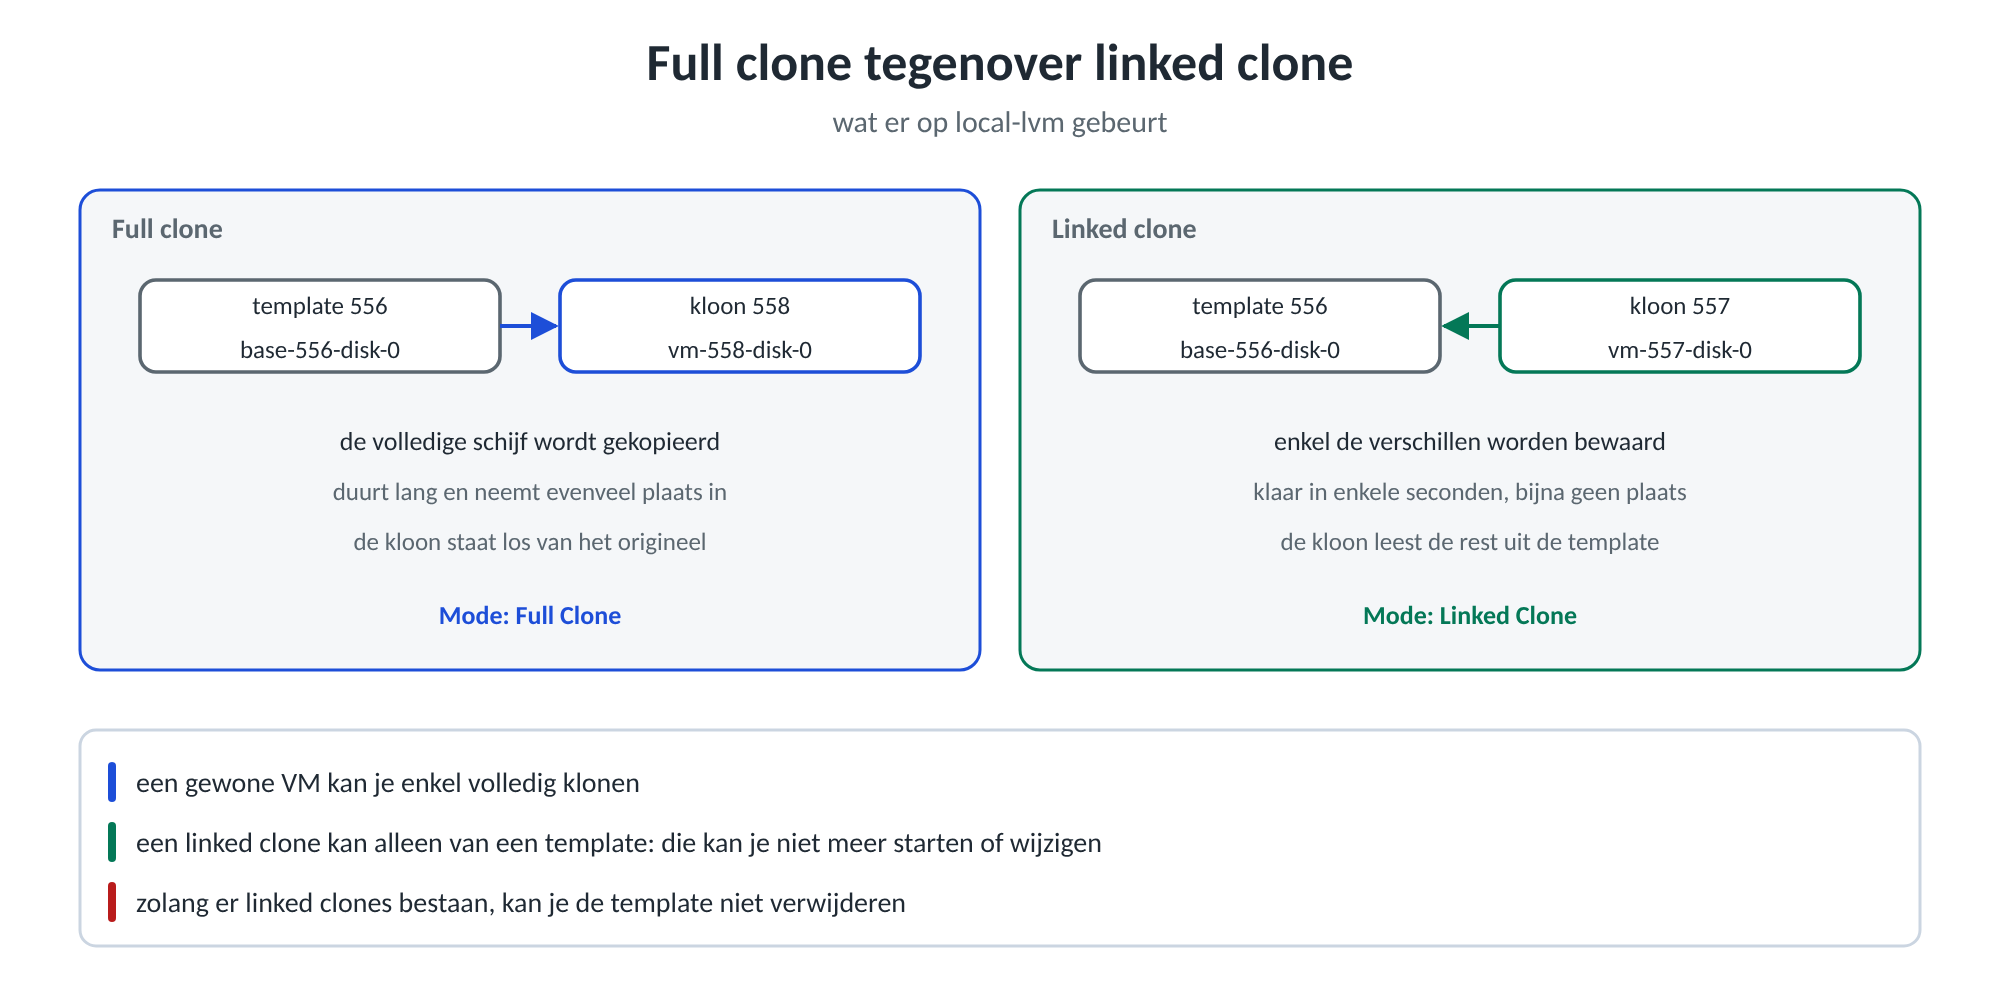 Full clone tegenover linked clone
wat er op local-lvm gebeurt
Full clone
template 556
base-556-disk-0
kloon 558
vm-558-disk-0
de volledige schijf wordt gekopieerd
duurt lang en neemt evenveel plaats in
de kloon staat los van het origineel
Mode: Full Clone
Linked clone
template 556
base-556-disk-0
kloon 557
vm-557-disk-0
enkel de verschillen worden bewaard
klaar in enkele seconden, bijna geen plaats
de kloon leest de rest uit de template
Mode: Linked Clone
een gewone VM kan je enkel volledig klonen
een linked clone kan alleen van een template: die kan je niet meer starten of wijzigen
zolang er linked clones bestaan, kan je de template niet verwijderen